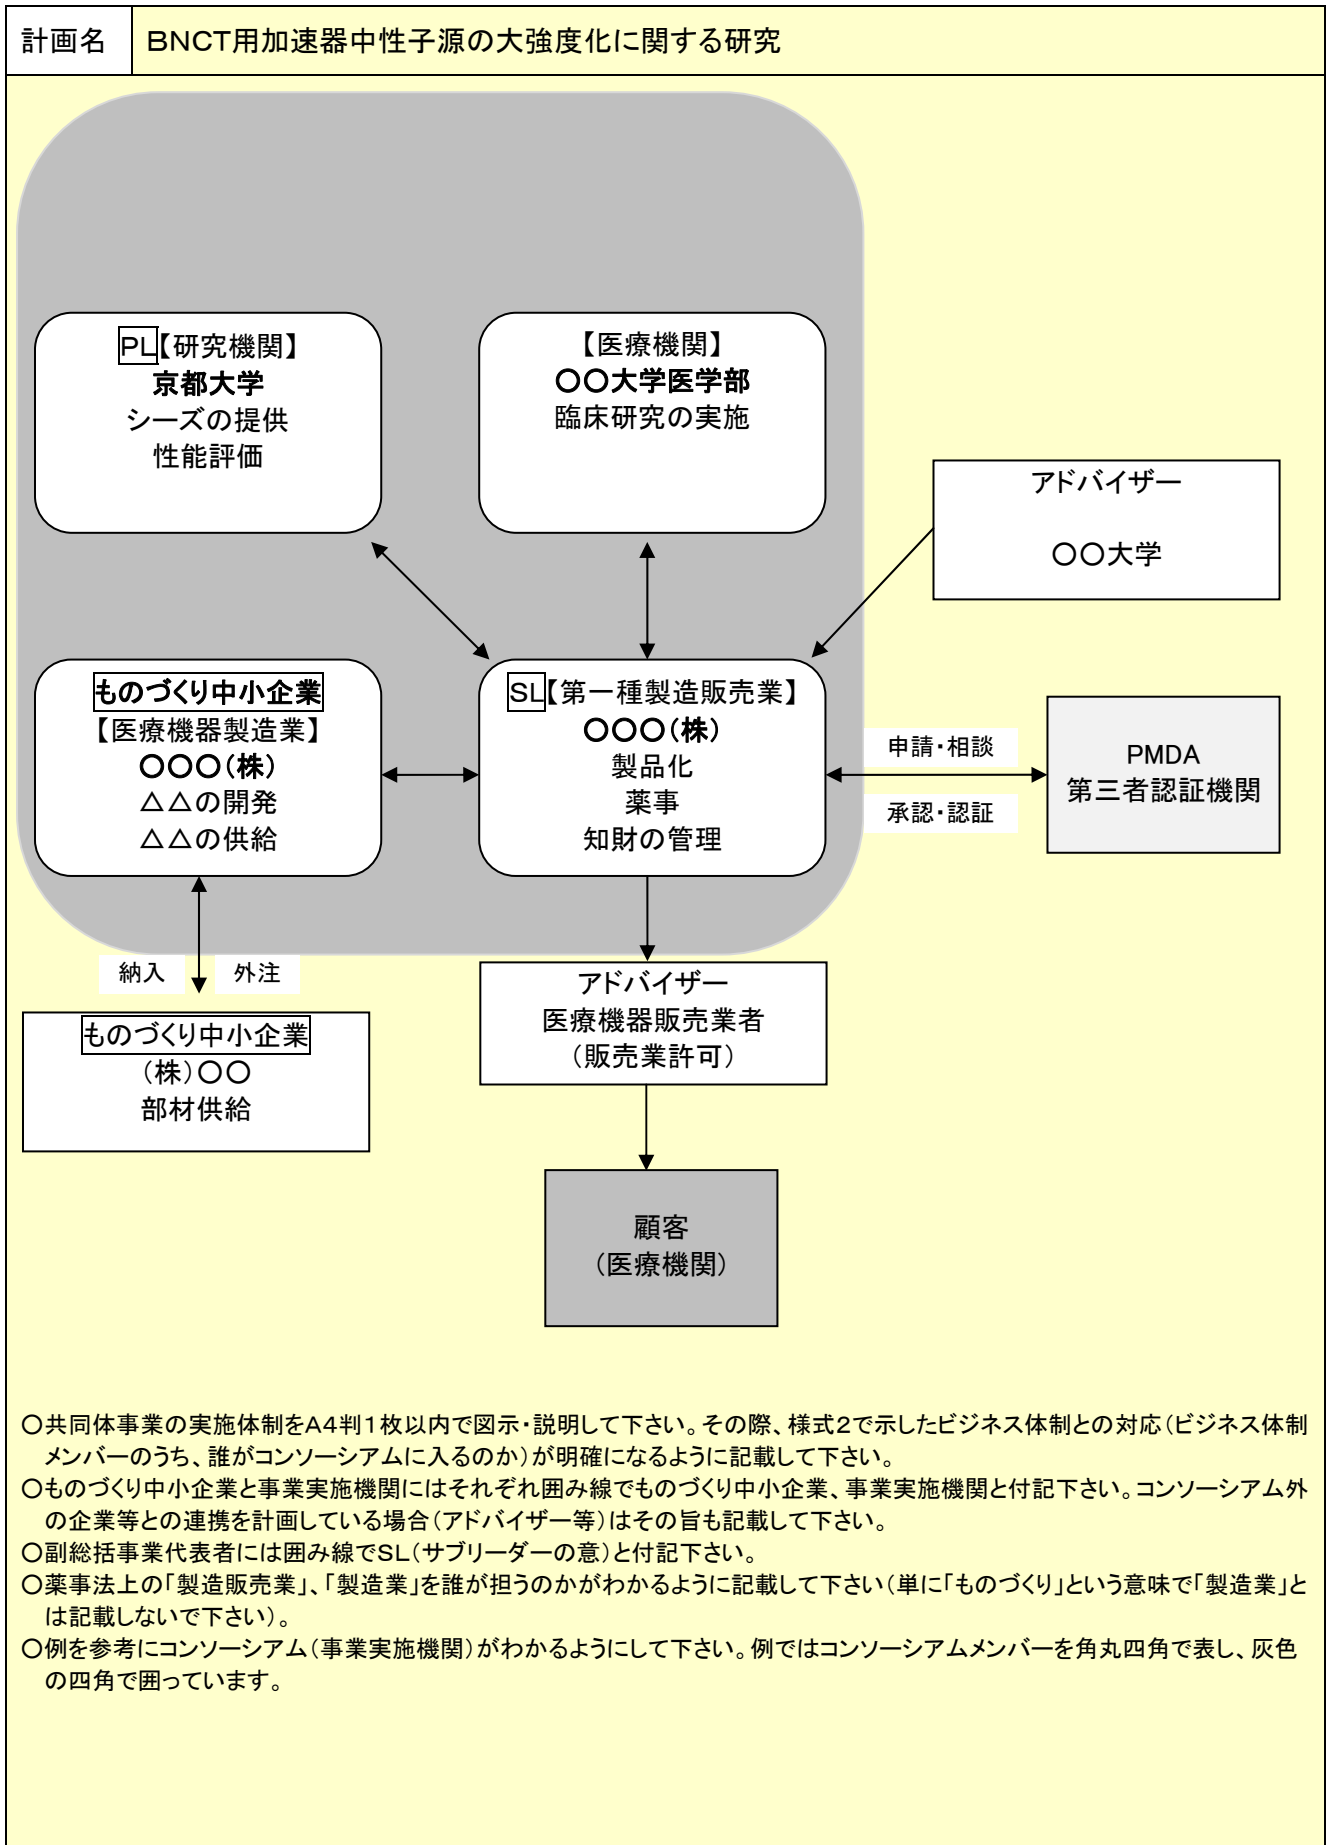 計画名
BNCT用加速器中性子源の大強度化に関する研究
PL【研究機関】
京都大学
シーズの提供
性能評価
【医療機関】
〇〇大学医学部
臨床研究の実施
アドバイザー
〇〇大学
ものづくり中小企業
【医療機器製造業】
〇〇〇(株)
△△の開発
△△の供給
SL【第一種製造販売業】
〇〇〇(株)
製品化
薬事
知財の管理
申請・相談
承認・認証
PMDA
第三者認証機関
納入
外注
ものづくり中小企業
(株)〇〇
部材供給
アドバイザー
医療機器販売業者
(販売業許可)
顧客
(医療機関)
〇共同体事業の実施体制をA4判1枚以内で図示・説明して下さい。その際、様式2で示したビジネス体制との対応(ビジネス体制
メンバーのうち、誰がコンソーシアムに入るのか)が明確になるように記載して下さい。
〇ものづくり中小企業と事業実施機関にはそれぞれ囲み線でものづくり中小企業、事業実施機関と付記下さい。コンソーシアム外
の企業等との連携を計画している場合(アドバイザー等)はその旨も記載して下さい。
〇副総括事業代表者には囲み線でSL(サブリーダーの意)と付記下さい。
〇薬事法上の「製造販売業」、「製造業」を誰が担うのかがわかるように記載して下さい(単に「ものづくり」という意味で「製造業」と
は記載しないで下さい)。
〇例を参考にコンソーシアム(事業実施機関)がわかるようにして下さい。例ではコンソーシアムメンバーを角丸四角で表し、灰色
の四角で囲っています。